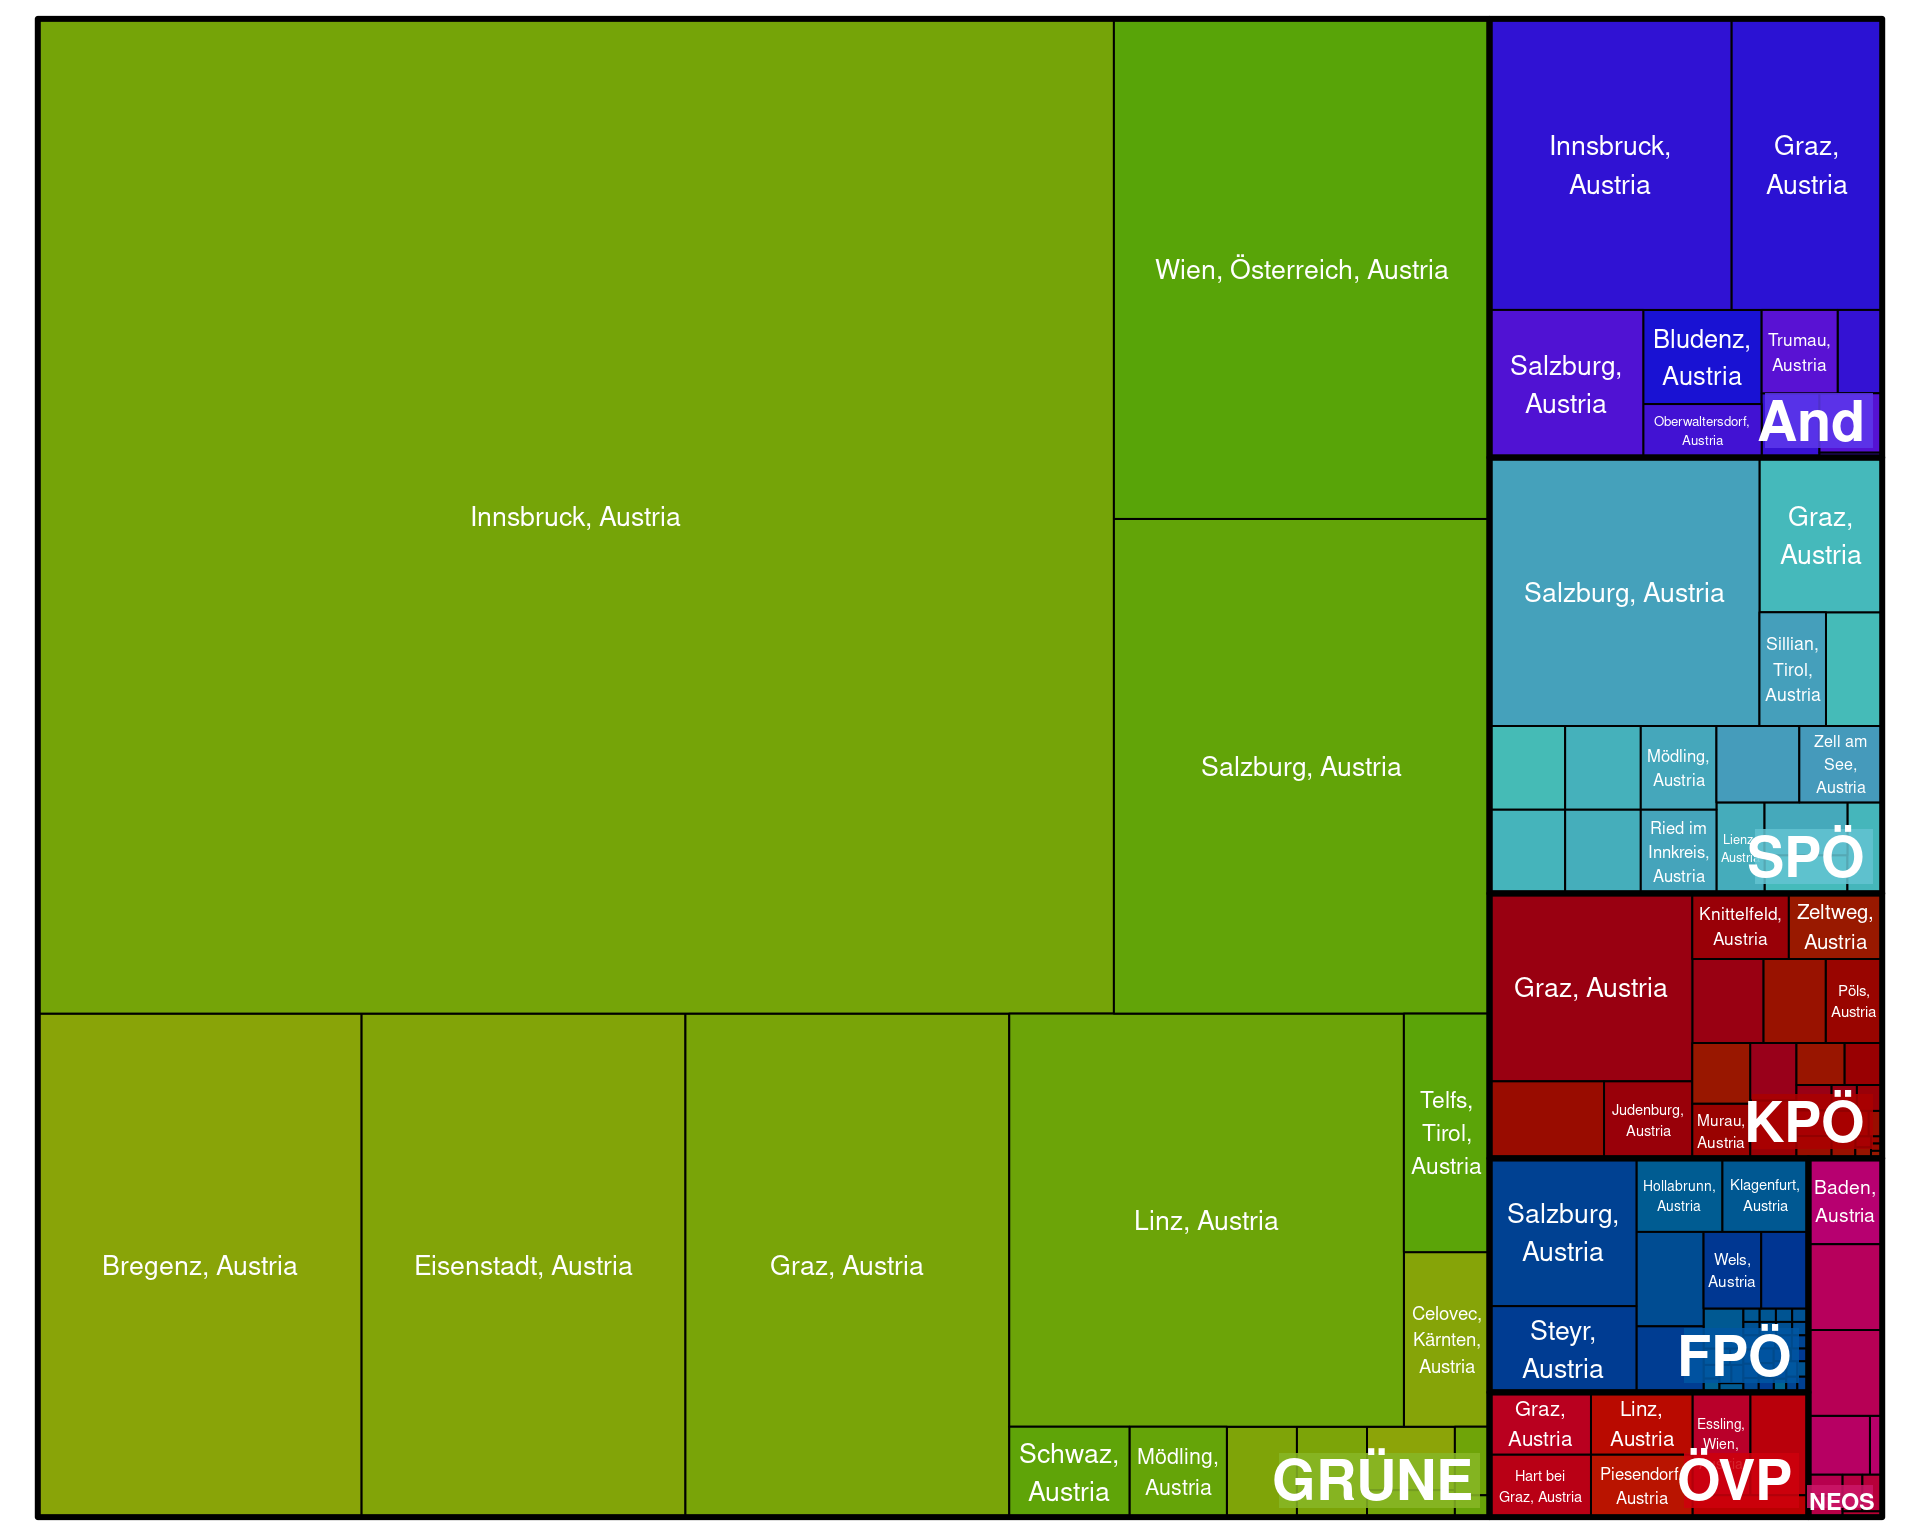 Innsbruck, Austria
Wien, Österreich, Austria
Salzburg, Austria
Bregenz, Austria
Eisenstadt, Austria
Graz, Austria
Linz, Austria
Telfs,
Tirol,
Austria
Celovec,
Kärnten,
Austria
Schwaz,
Austria
Mödling,
Austria
GRÜNE
Innsbruck,
Austria
Graz,
Austria
Salzburg,
Austria
Bludenz,
Austria
Trumau,
Austria
Oberwaltersdorf,
Austria
And
Salzburg, Austria
Graz,
Austria
Sillian,
Tirol,
Austria
Mödling,
Austria
Zell am
See,
Austria
Ried im
Innkreis,
Austria
Lienz,
Austria
SPÖ
Graz, Austria
Knittelfeld,
Austria
Zeltweg,
Austria
Pöls,
Austria
Judenburg,
Austria
Murau,
Austria
KPÖ
Salzburg,
Austria
Hollabrunn,
Austria
Klagenfurt,
Austria
Wels,
Austria
Steyr,
Austria
FPÖ
Baden,
Austria
NEOS
Graz,
Austria
Linz,
Austria
Essling,
Wien,
Hart bei
Graz, Austria
Piesendorf,
Austria
ÖVP